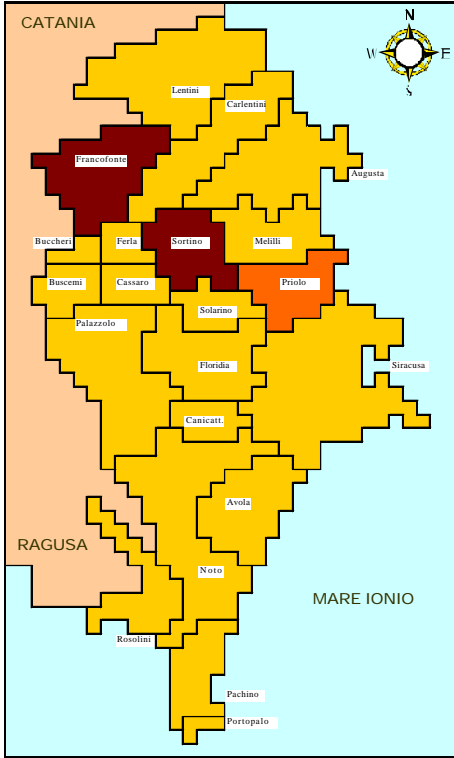 CATANIA
N
W
E
S
Lentini
Carlentini
Francofonte
Augusta
Buccheri
Ferla
Sortino
Melilli
Buscemi
Cassaro
Priolo
Solarino
Palazzolo
Floridia
Siracusa
Canicatt.
Avola
RAGUSA
Noto
MARE IONIO
Rosolini
Pachino
Portopalo